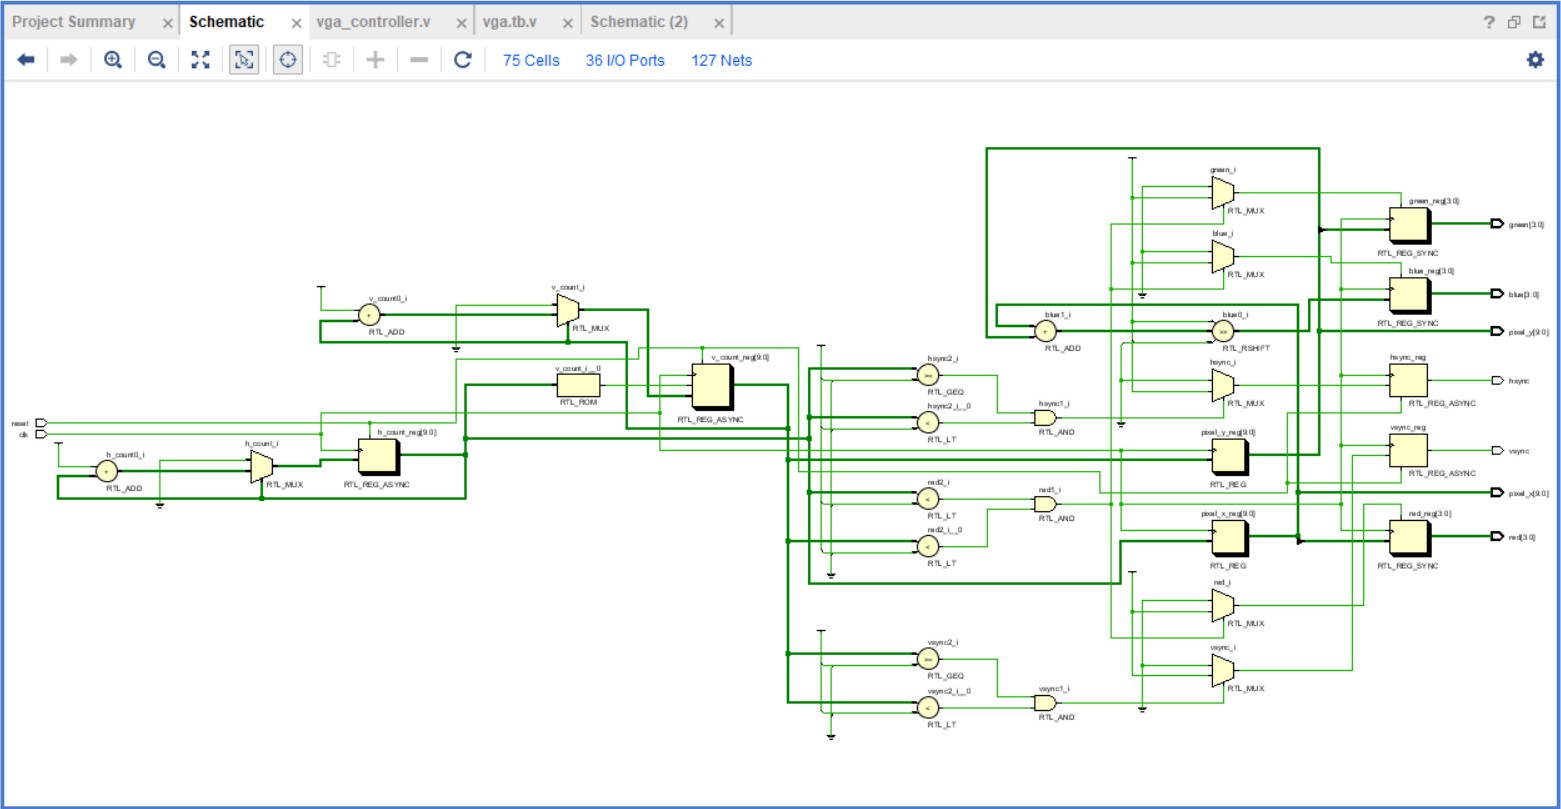 Project Summary
Schematic
vga_controller.v
vga.tb.v
Schematic (2)
75 Cells
36 I/O Ports
127 Nets
green_i
RTL_MUX
green_reg[3:0]
RTL_REG_SYNC
green[3:0]
blue_i
RTL_MUX
blue_reg[3:0]
RTL_REG_SYNC
blue[3:0]
blue1_i
+
RTL_ADD
blue0_i
>>
RTL_RSHIFT
pixel_y[9:0]
v_count0_i
+
RTL_ADD
v_count_i
RTL_MUX
v_count_i__0
RTL_ROM
v_count_reg[9:0]
RTL_REG_ASYNC
hsync2_i
>=
RTL_GEQ
hsync2_i__0
<
RTL_LT
hsync1_i
RTL_AND
hsync_i
RTL_MUX
hsync_reg
RTL_REG_ASYNC
hsync
reset
clk
h_count0_i
+
RTL_ADD
h_count_i
RTL_MUX
h_count_reg[9:0]
RTL_REG_ASYNC
pixel_y_reg[9:0]
RTL_REG
vsync_reg
RTL_REG_ASYNC
vsync
red2_i
<
RTL_LT
red2_i__0
<
RTL_LT
red1_i
RTL_AND
pixel_x_reg[9:0]
RTL_REG
pixel_x[9:0]
red_reg[3:0]
RTL_REG_SYNC
red[3:0]
red_i
RTL_MUX
vsync2_i
>=
RTL_GEQ
vsync2_i__0
<
RTL_LT
vsync1_i
RTL_AND
vsync_i
RTL_MUX